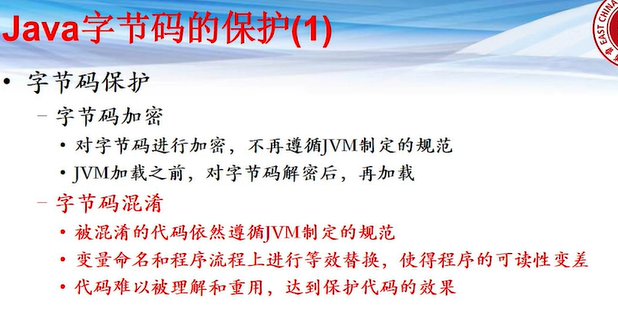 Java字节码的保护(1)
EAST CHINA
• 字节码保护
– 字节码加密
• 对字节码进行加密，不再遵循JVM制定的规范
• JVM加载之前，对字节码解密后，再加载
– 字节码混淆
• 被混淆的代码依然遵循JVM制定的规范
• 变量命名和程序流程上进行等效替换，使得程序的可读性变差
• 代码难以被理解和重用，达到保护代码的效果